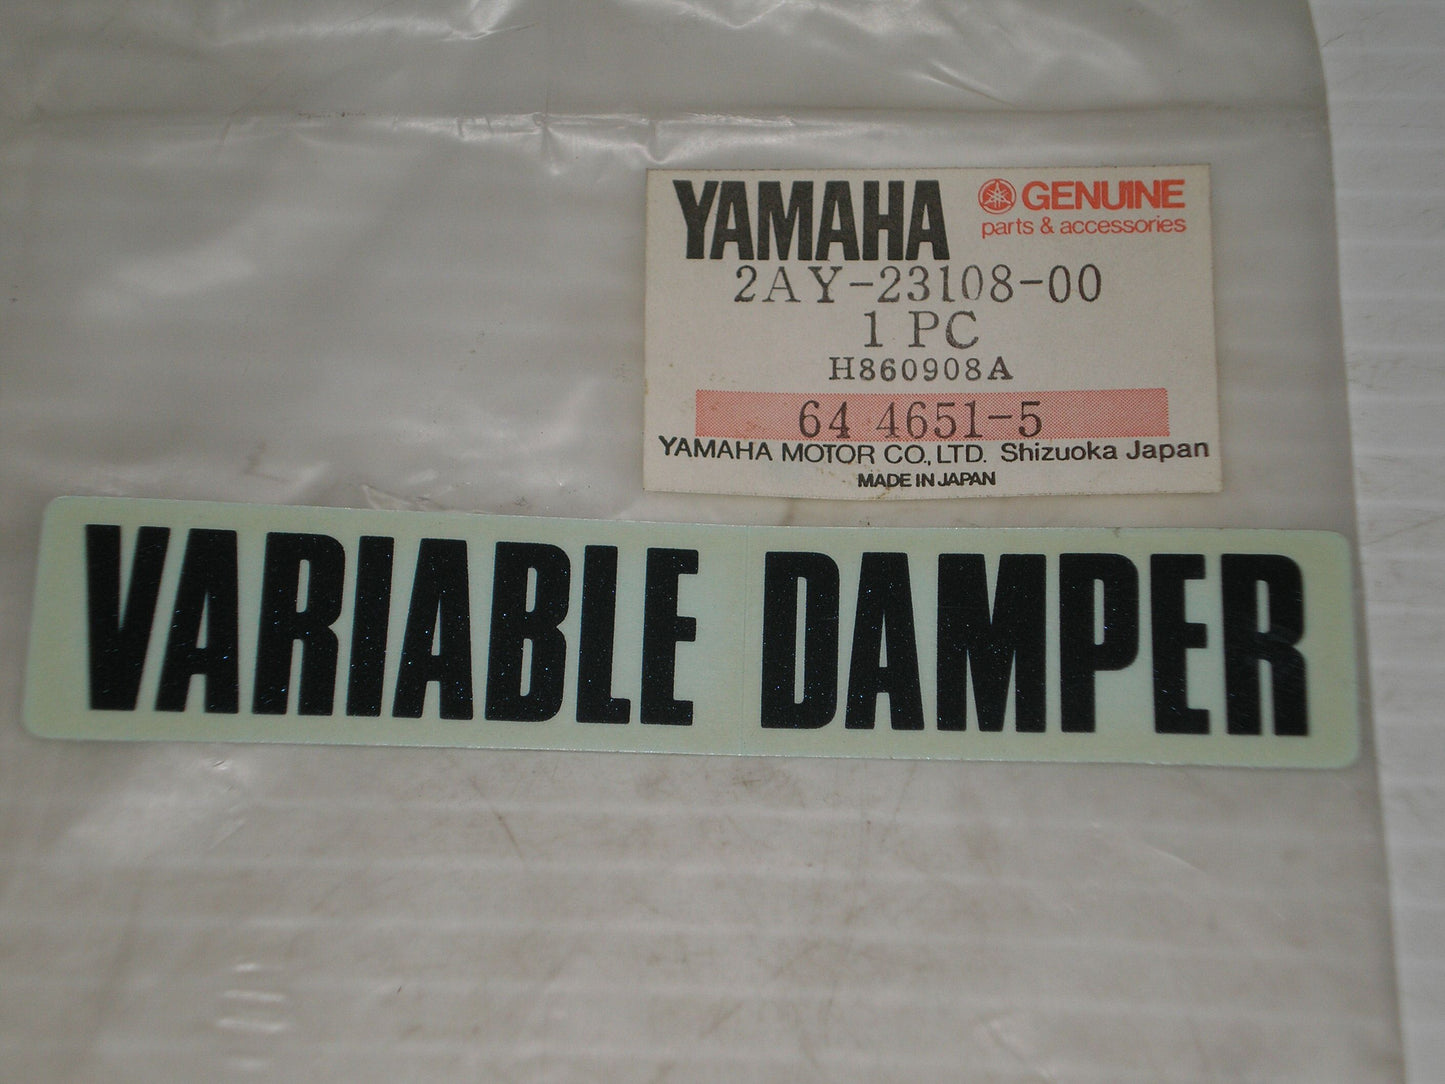 YAMAHA GENUINE
parts & accessories
2AY-23108-00
1 PC
H860908A
64 4651-5
YAMAHA MOTOR CO., LTD. Shizuoka Japan
MADE IN JAPAN
VARIABLE DAMPER